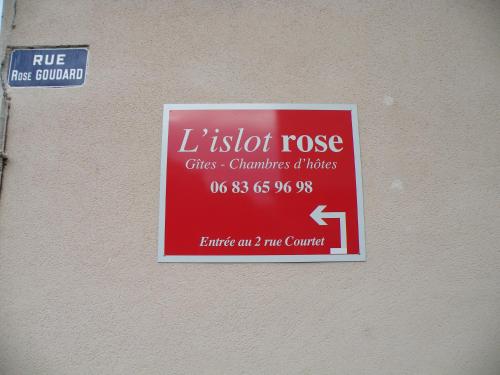 RUE
ROSE GOUDARD
L'islot rose
Gîtes - Chambres d'hôtes
06 83 65 96 98
Entrée au 2 rue Courtet